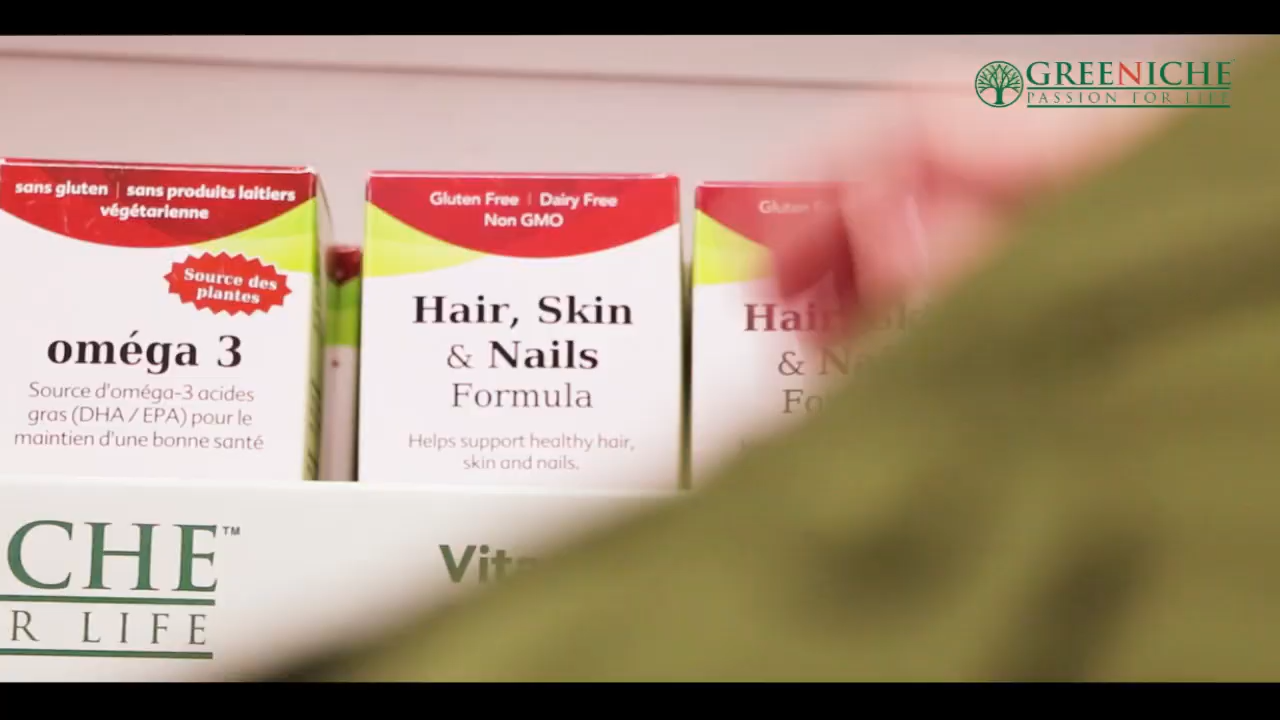 GREENICHE
PASSION FOR LIFE
sans gluten | sans produits laitiers
végétarienne
Source des
plantes
oméga 3
Source d'oméga-3 acides
gras (DHA / EPA) pour le
maintien d'une bonne santé
Gluten Free | Dairy Free
Non GMO
Hair, Skin
& Nails
Formula
Helps support healthy hair,
skin and nails.
Gluten
Hair,
&
CHE™
R LIFE